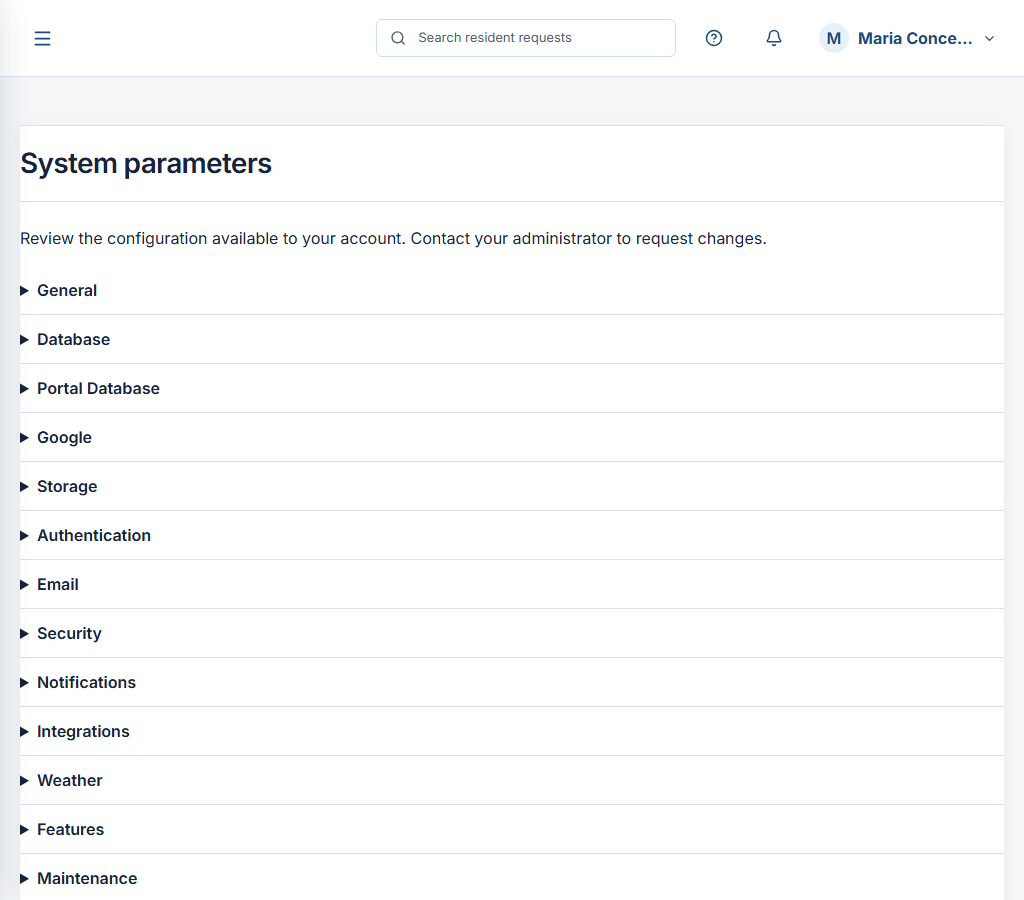 Search resident requests
M
Maria Conce...
System parameters
Review the configuration available to your account. Contact your administrator to request changes.
General
Database
Portal Database
Google
Storage
Authentication
Email
Security
Notifications
Integrations
Weather
Features
Maintenance